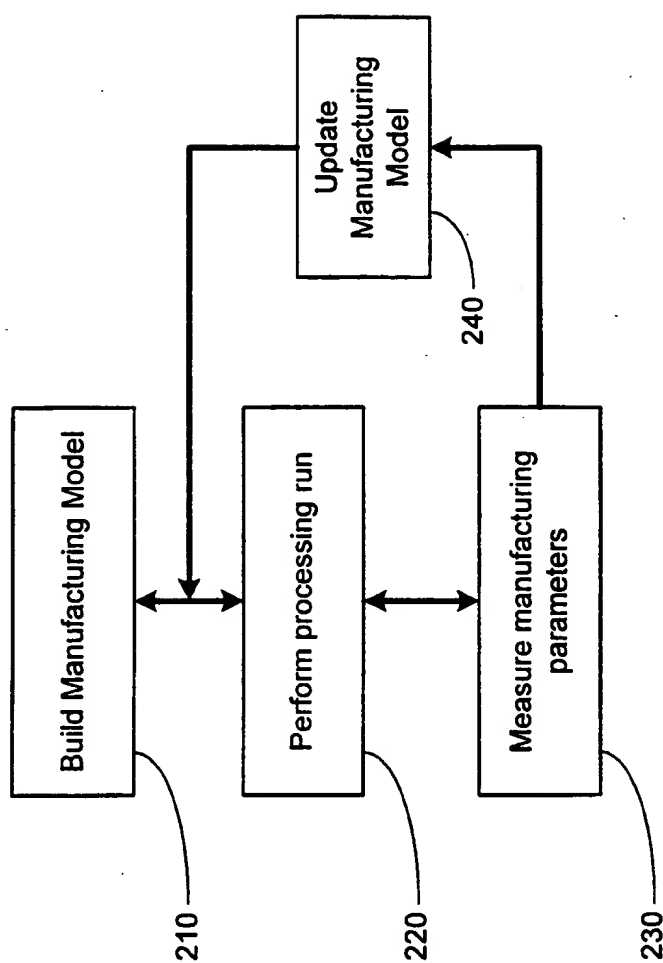 Build Manufacturing Model
210
Perform processing run
220
Measure manufacturing
parameters
230
Update
Manufacturing
Model
240